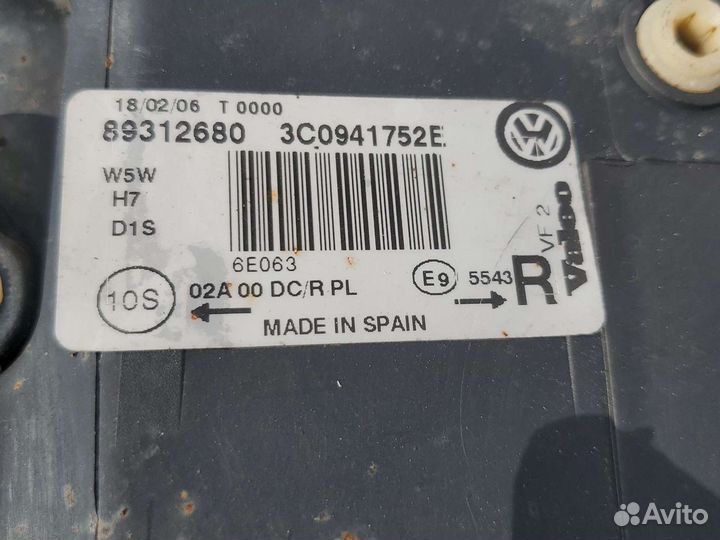 18/02/06 T 0000
89312680 3C0941752E
W5W
H7
D1S
6E063
10S
02A 00 DC/R PL
E9 5543
R
VF 2
Valeo
MADE IN SPAIN
Avito